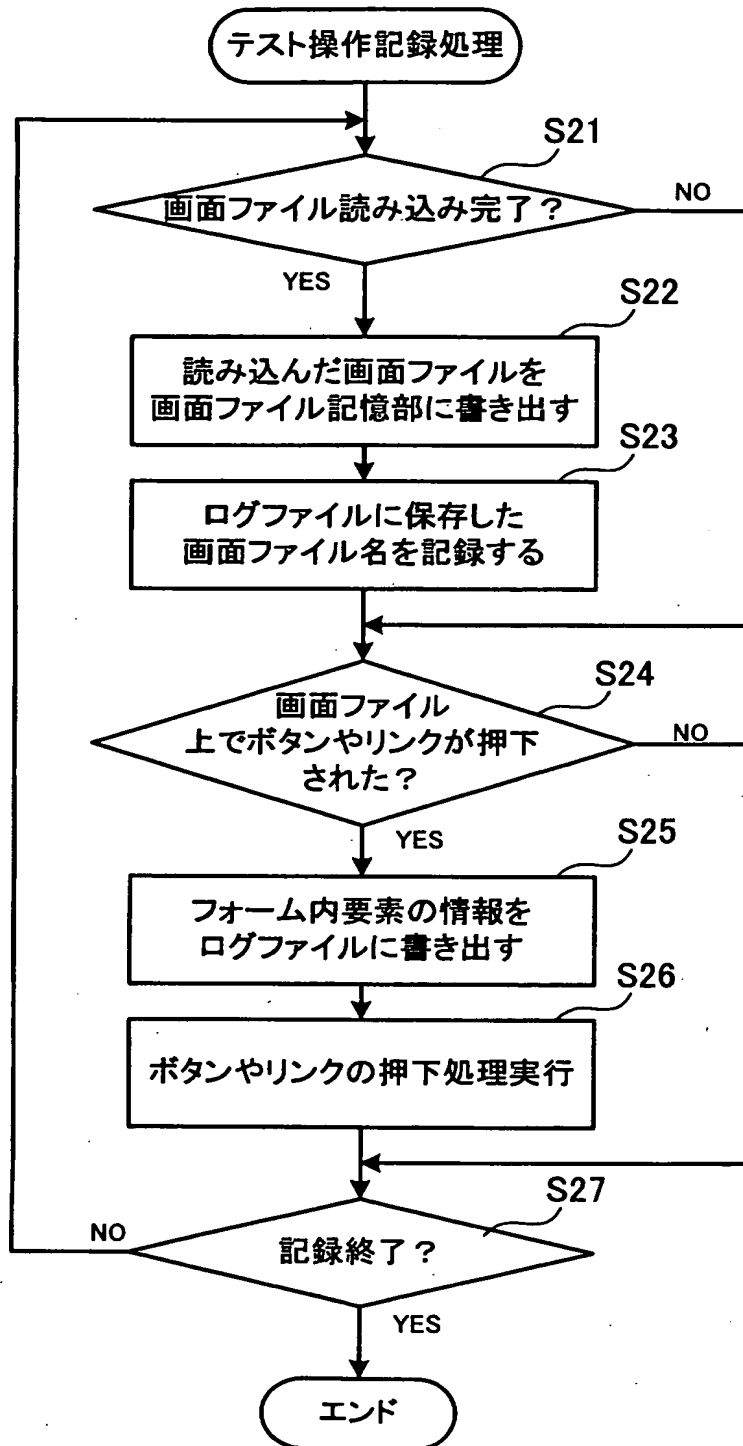 テスト操作記録処理
S21
画面ファイル読み込み完了？
NO
YES
S22
読み込んだ画面ファイルを
画面ファイル記憶部に書き出す
S23
ログファイルに保存した
画面ファイル名を記録する
S24
画面ファイル
上でボタンやリンクが押下
された？
NO
YES
S25
フォーム内要素の情報を
ログファイルに書き出す
S26
ボタンやリンクの押下処理実行
S27
NO
記録終了？
YES
エンド